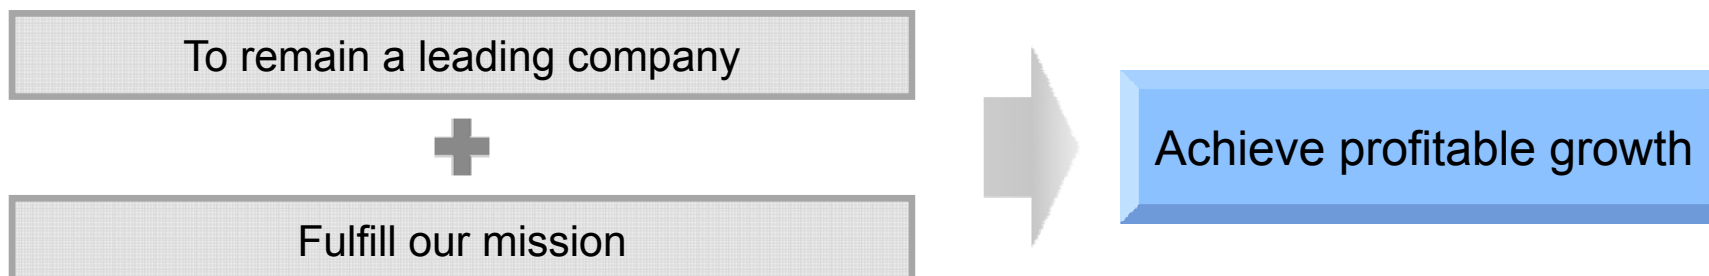 To remain a leading company
Fulfill our mission
Achieve profitable growth